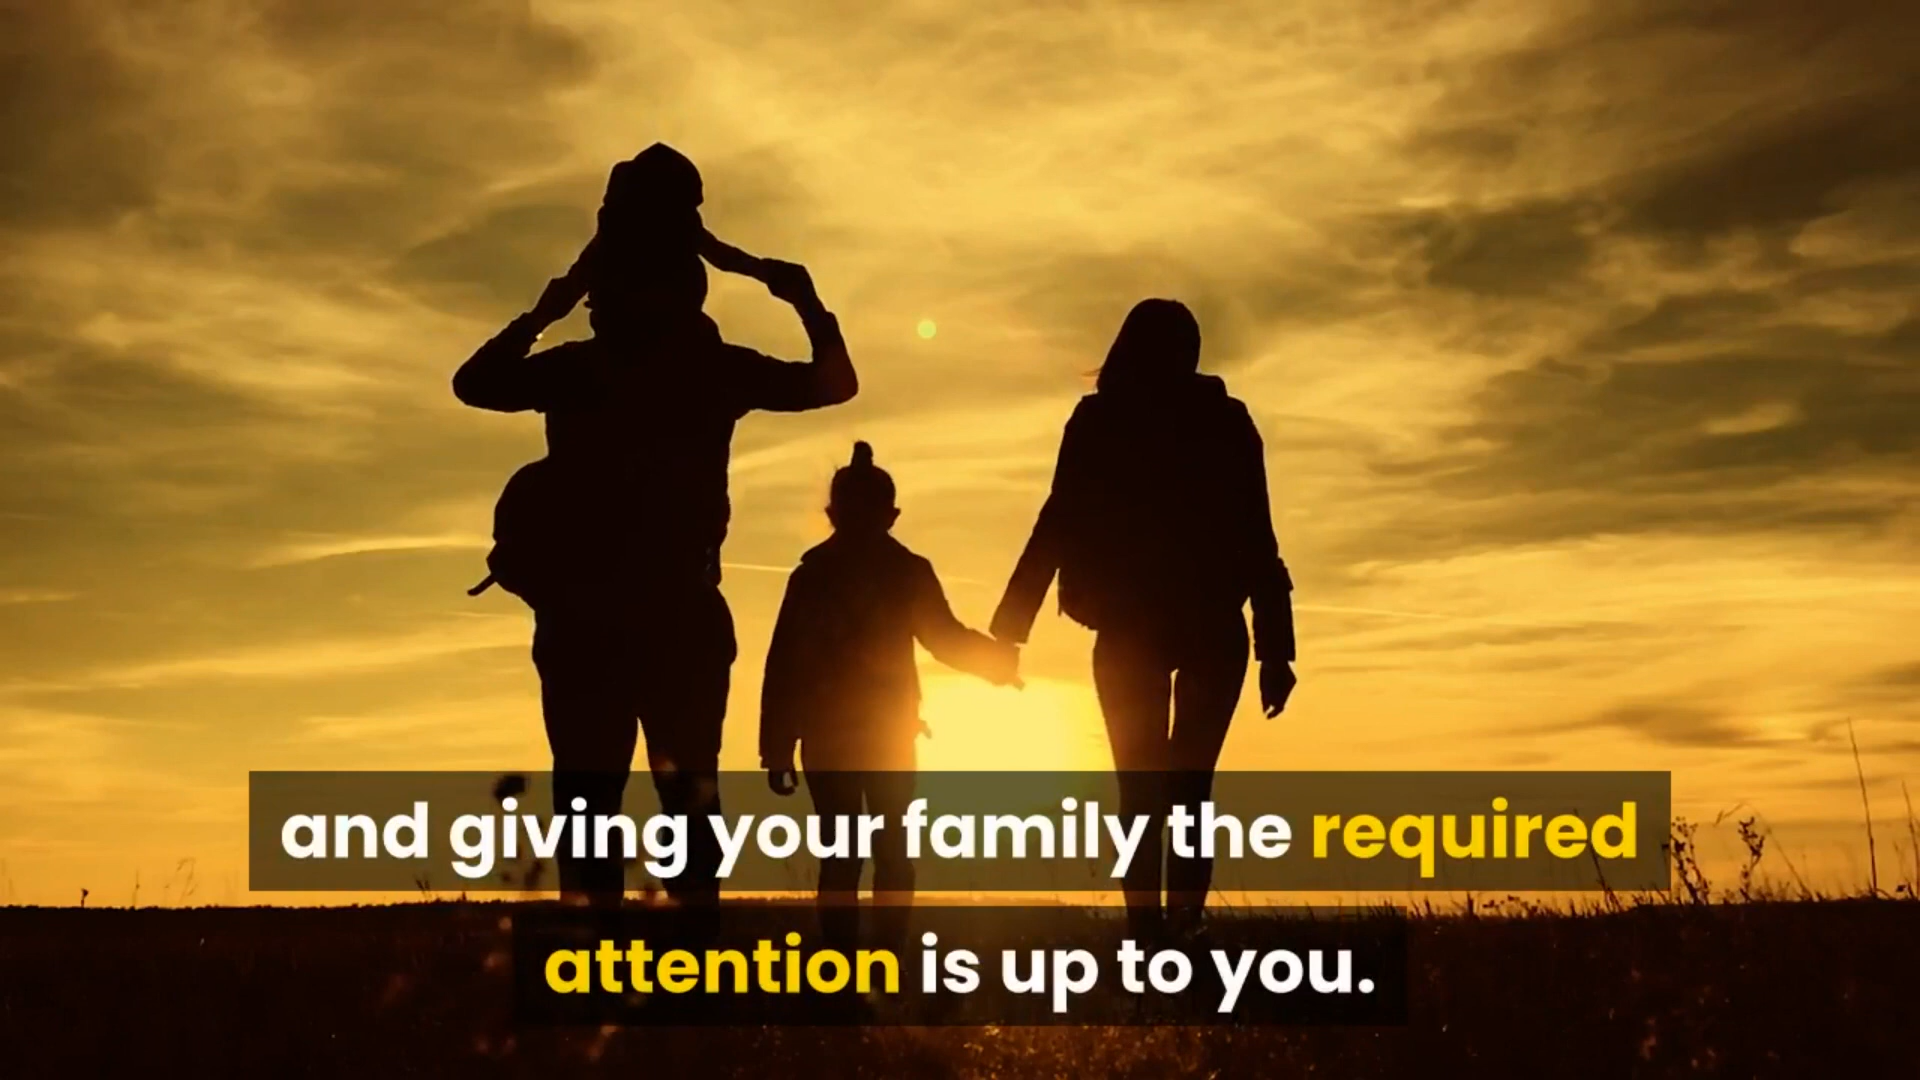 and giving your family the required
attention is up to you.